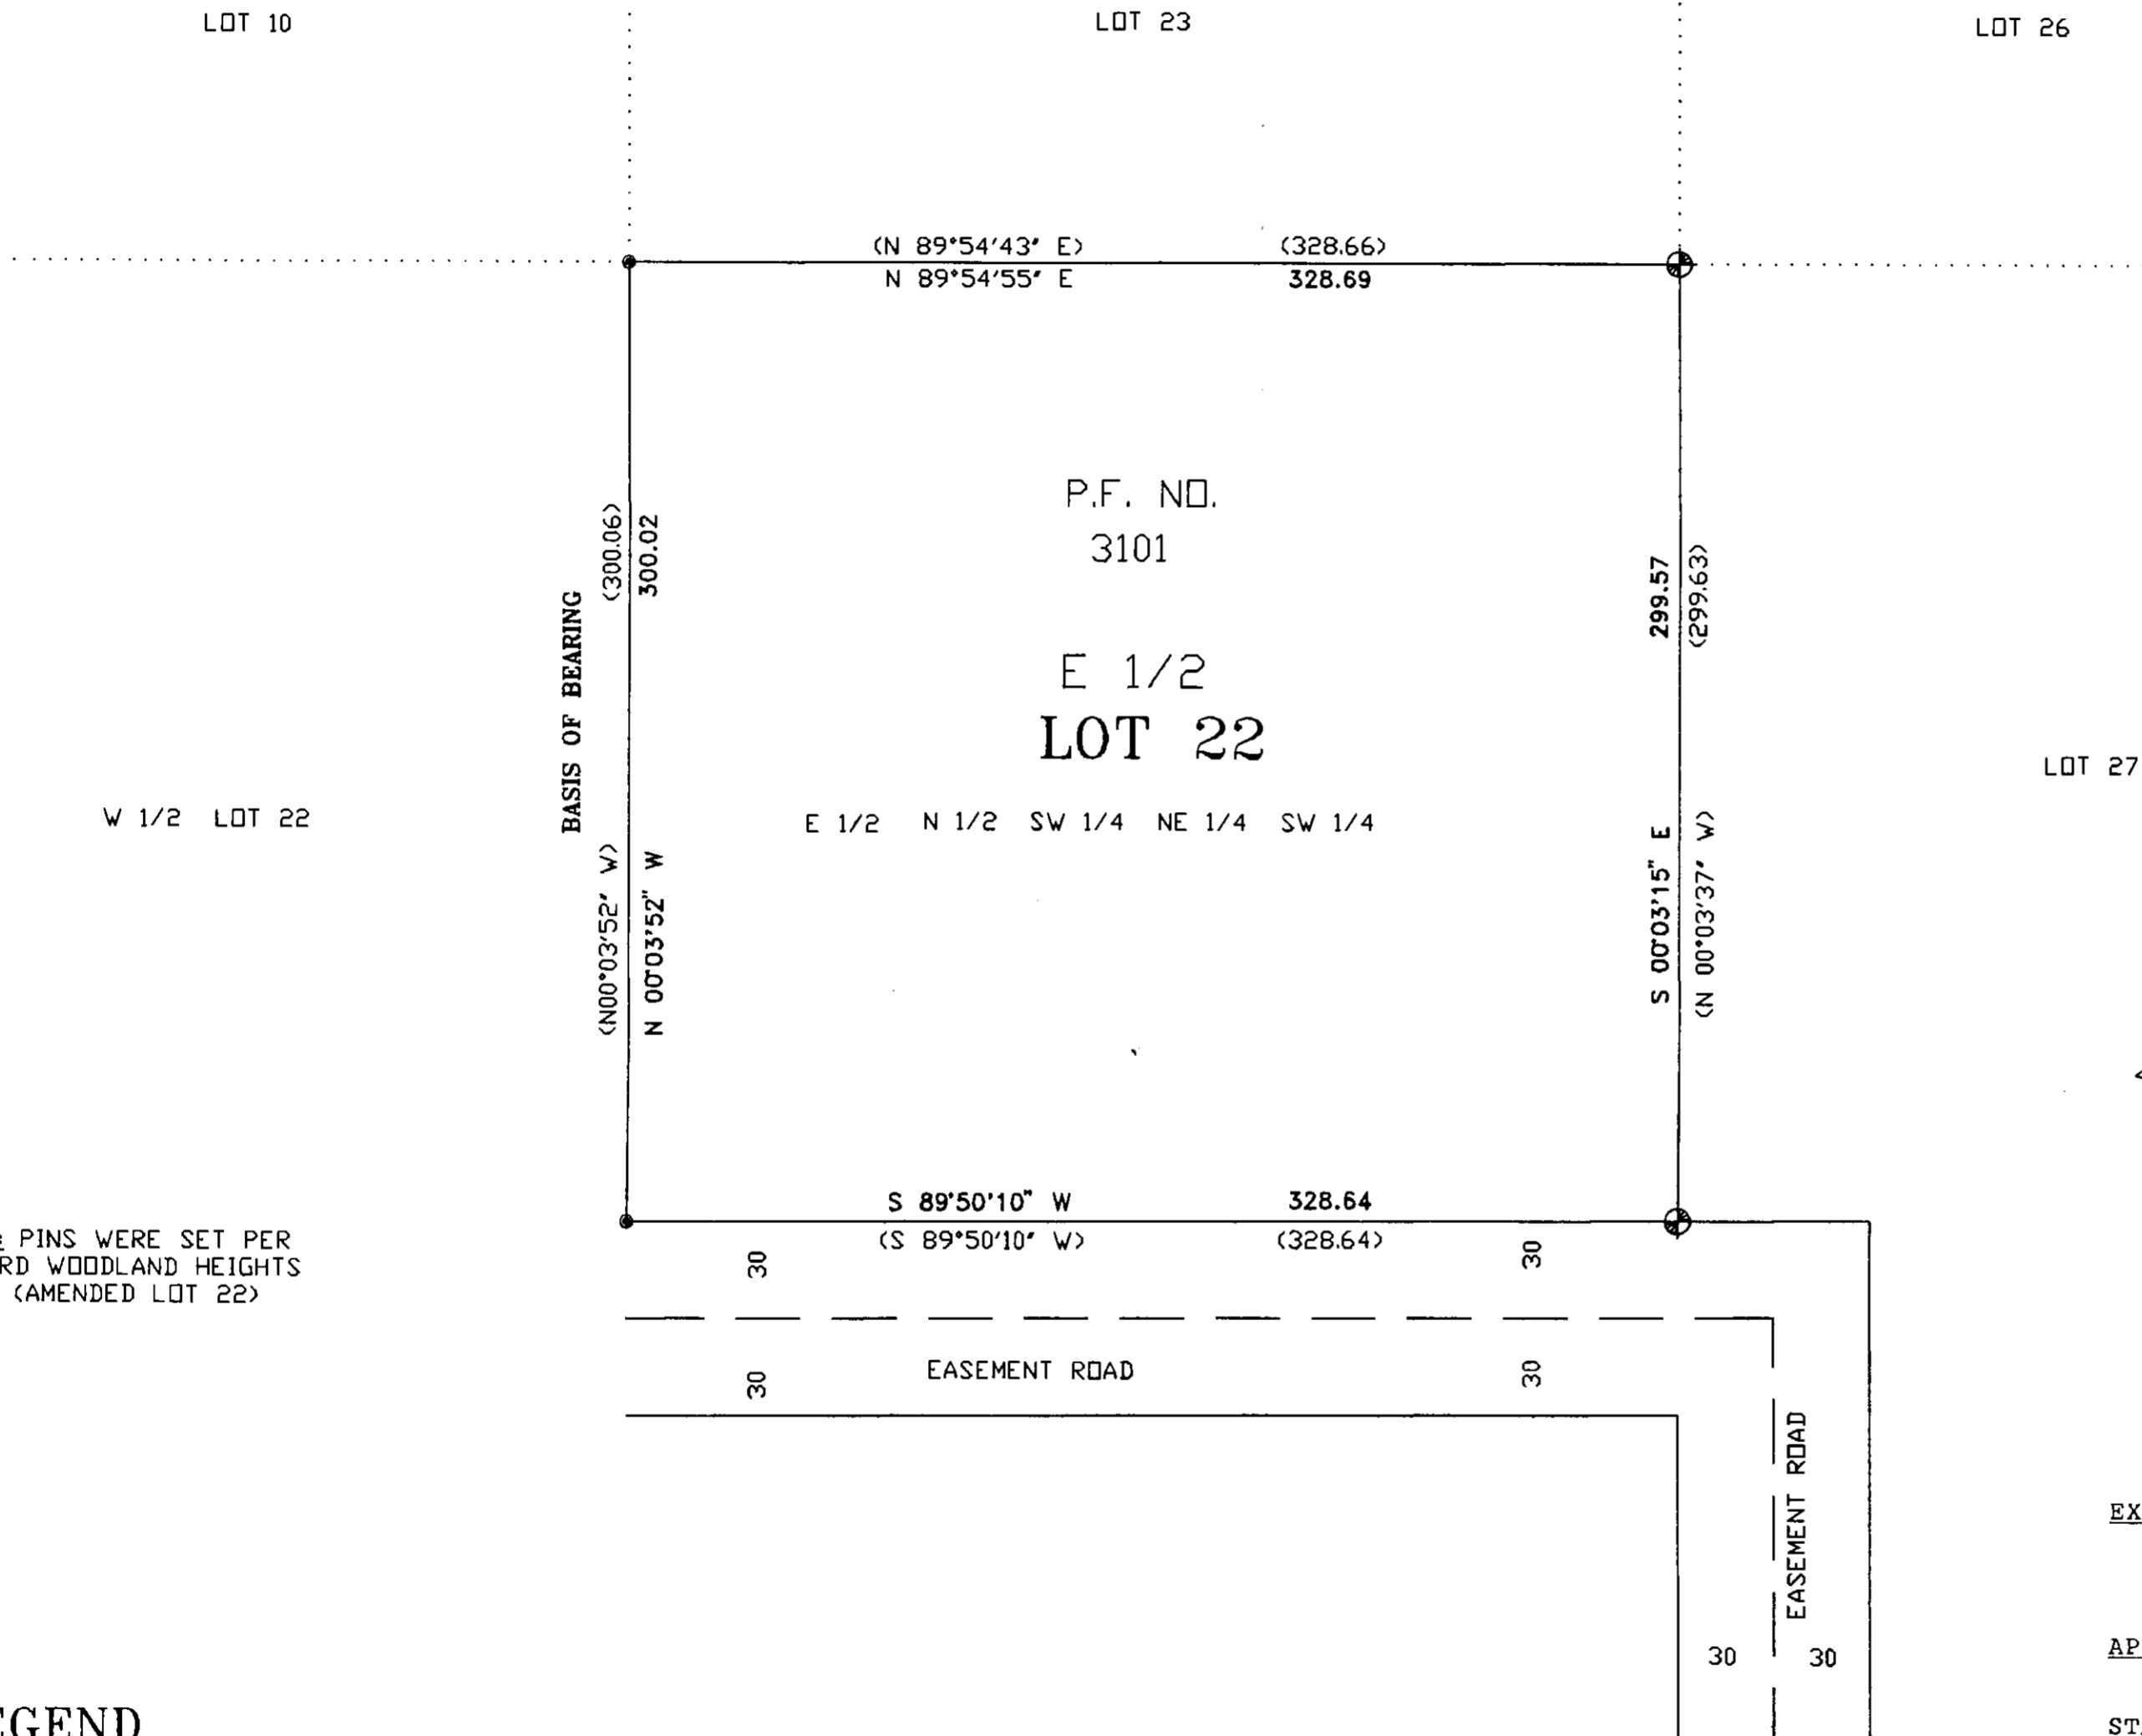 LOT 10
LOT 23
LOT 26
(N 89°54'43" E) (328.66)
N 89°54'55" E 328.69
P.F. NO.
3101
E 1/2
LOT 22
E 1/2 N 1/2 SW 1/4 NE 1/4 SW 1/4
BASIS OF BEARING
(N00°03'52" W) (300.06)
N 00°03'52" W 300.02
S 00°03'15" E 299.57
(N 00°03'37" W) (299.63)
W 1/2 LOT 22
LOT 27
S 89°50'10" W 328.64
(S 89°50'10" W) (328.64)
30
30
PINS WERE SET PER
RD WOODLAND HEIGHTS
(AMENDED LOT 22)
30
EASEMENT ROAD
30
EASEMENT ROAD
30
30
EX
AP
ST
EGEND